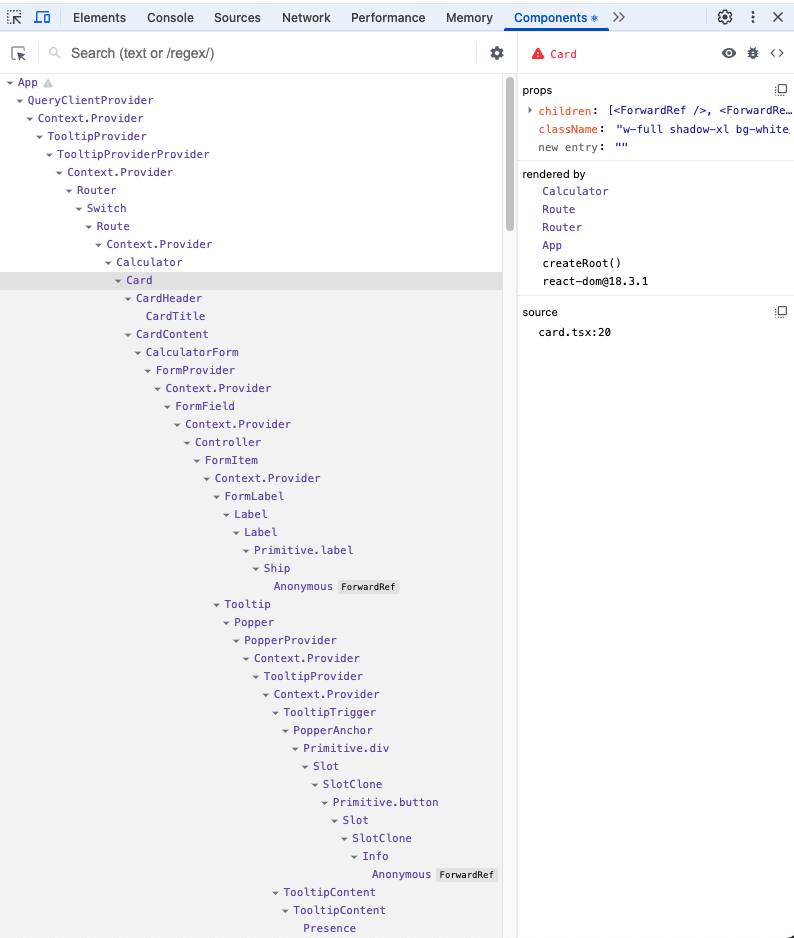 Elements Console Sources Network Performance Memory Components
Search (text or /regex/)
App
QueryClientProvider
Context.Provider
TooltipProvider
TooltipProviderProvider
Context.Provider
Router
Switch
Route
Context.Provider
Calculator
Card
CardHeader
CardTitle
CardContent
CalculatorForm
FormProvider
Context.Provider
FormField
Context.Provider
Controller
FormItem
Context.Provider
FormLabel
Label
Label
Primitive.label
Ship
Anonymous ForwardRef
Tooltip
Popper
PopperProvider
Context.Provider
TooltipProvider
Context.Provider
TooltipTrigger
PopperAnchor
Primitive.div
Slot
SlotClone
Primitive.button
Slot
SlotClone
Info
Anonymous ForwardRef
TooltipContent
TooltipContent
Presence
Card
props
children: [<ForwardRef />, <ForwardRe…
className: "w-full shadow-xl bg-white
new entry: ""
rendered by
Calculator
Route
Router
App
createRoot()
react-dom@18.3.1
source
card.tsx:20